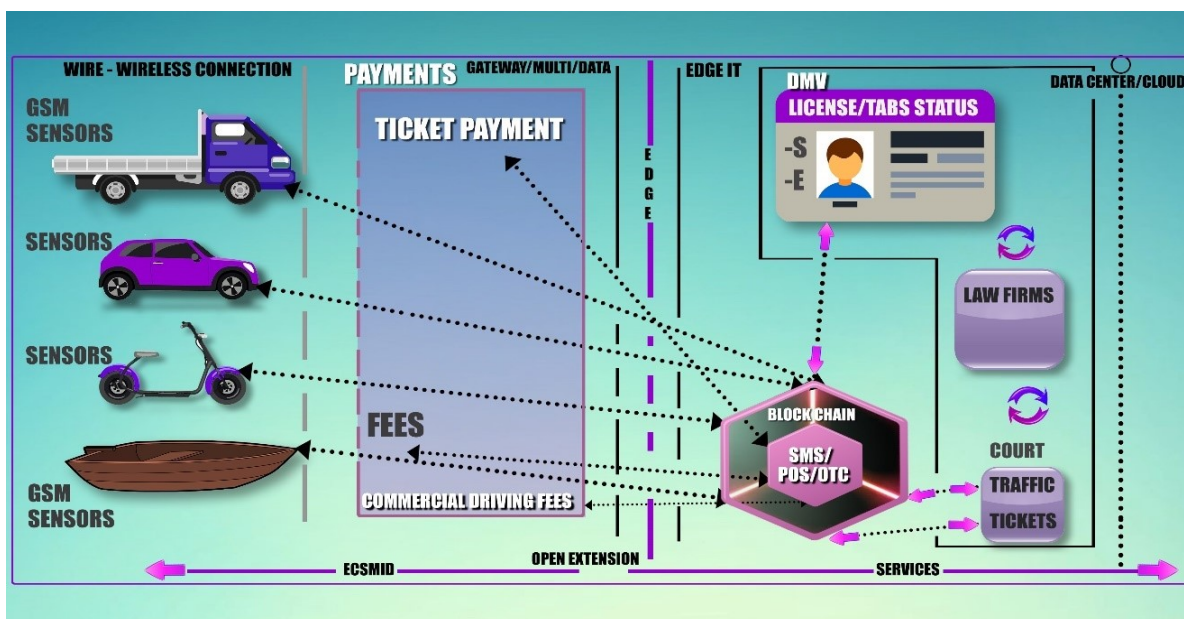 WIRE - WIRELESS CONNECTION
PAYMENTS
GATEWAY/MULTI/DATA
EDGE IT
DATA CENTER/CLOUD
GSM
SENSORS
SENSORS
SENSORS
GSM
SENSORS
TICKET PAYMENT
FEES
COMMERCIAL DRIVING FEES
EDGE
DMV
LICENSE/TABS STATUS
-S
-E
LAW FIRMS
COURT
TRAFFIC
TICKETS
BLOCK CHAIN
SMS/
POS/OTC
OPEN EXTENSION
ECSMID
SERVICES